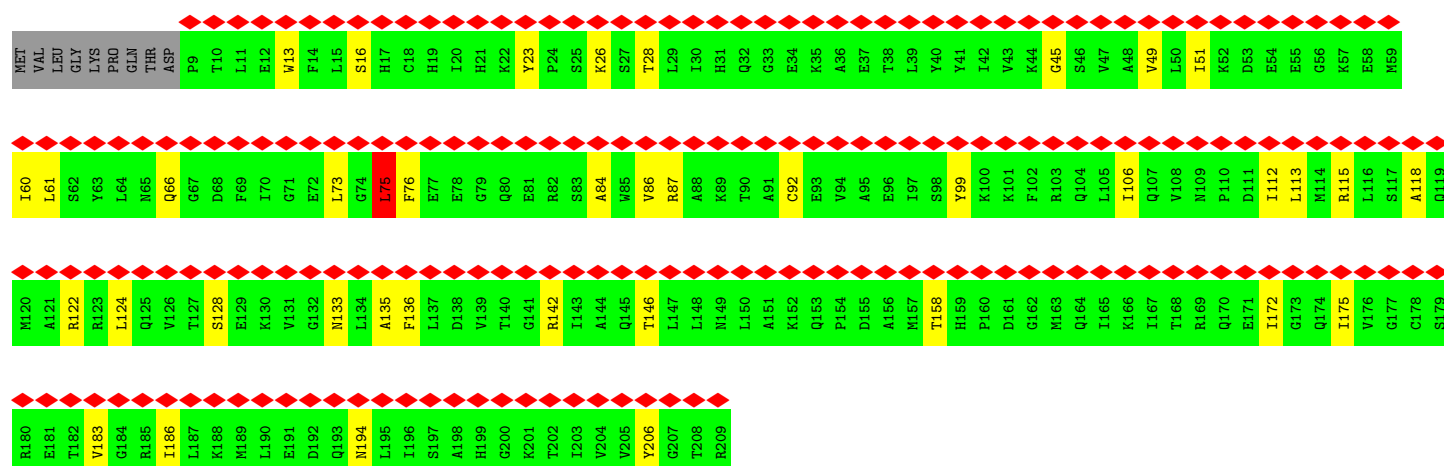 MET VAL LEU GLY LYS PRO GLN THR ASP P9 T10 L11 E12 W13 F14 L15 S16 H17 C18 H19 I20 H21 K22 Y23 P24 S25 K26 S27 T28 L29 I30 H31 Q32 G33 E34 K35 A36 E37 T38 L39 Y40 Y41 I42 V43 K44 G45 S46 V47 A48 V49 L50 I51 K52 D53 E54 E55 G56 K57 E58 M59
I60 L61 S62 Y63 L64 N65 Q66 G67 D68 F69 I70 G71 E72 L73 G74 L75 F76 E77 E78 G79 Q80 E81 R82 S83 A84 W85 V86 R87 A88 K89 T90 A91 C92 E93 V94 A95 E96 I97 S98 Y99 K100 K101 F102 R103 Q104 L105 I106 Q107 V108 N109 P110 D111 I112 L113 M114 R115 L116 S117 A118 Q119
M120 A121 R122 R123 L124 Q125 V126 T127 S128 E129 K130 V131 G132 N133 L134 A135 F136 L137 D138 V139 T140 G141 R142 I143 A144 Q145 T146 L147 L148 N149 L150 A151 K152 Q153 P154 D155 A156 M157 T158 H159 P160 D161 G162 M163 Q164 I165 K166 I167 T168 R169 Q170 E171 I172 G173 Q174 I175 V176 G177 C178 S179
R180 E181 T182 V183 G184 R185 I186 L187 K188 M189 L190 E191 D192 Q193 N194 L195 I196 S197 A198 H199 G200 K201 T202 I203 V204 V205 Y206 G207 T208 R209